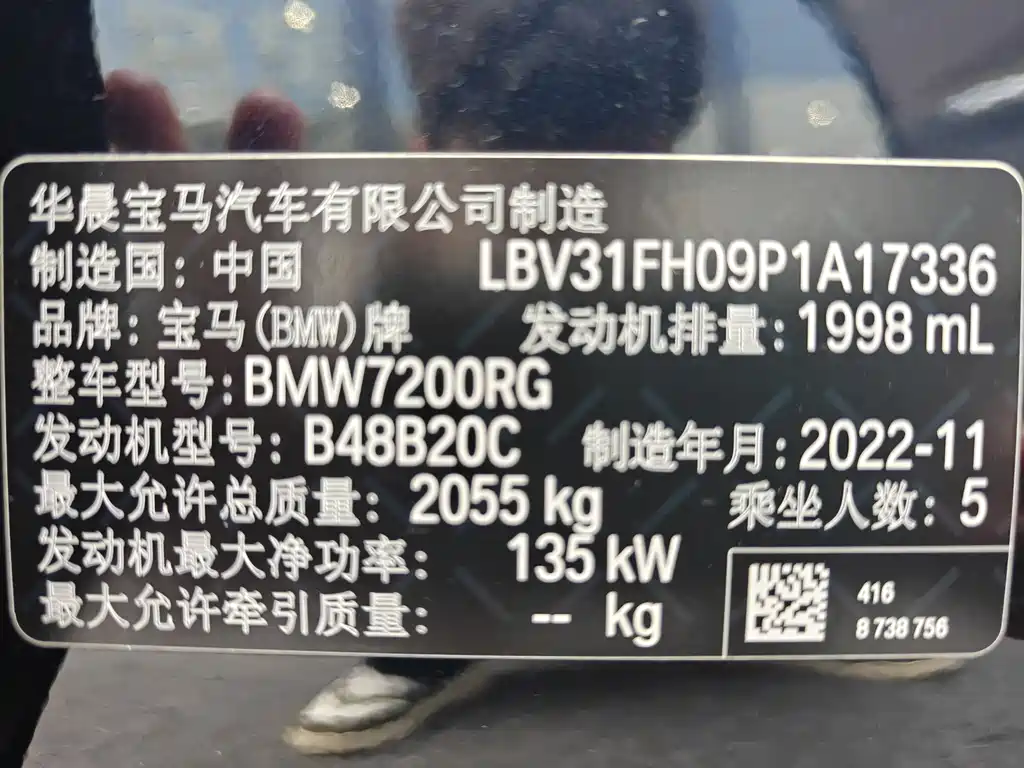 华晨宝马汽车有限公司制造
制造国：中国 LBV31FH09P1A17336
品牌：宝马(BMW)牌 发动机排量：1998 mL
整车型号：BMW7200RG
发动机型号：B48B20C 制造年月：2022-11
最大允许总质量：2055 kg 乘坐人数：5
发动机最大净功率：135 kW
最大允许牵引质量：-- kg
416
8 738 756